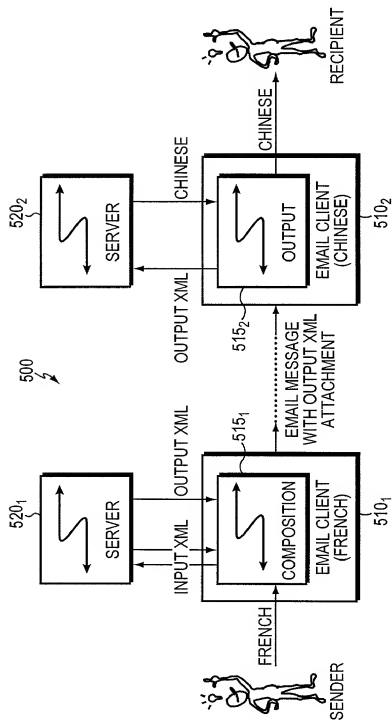 500
520₁
SERVER
INPUT XML
OUTPUT XML
515₁
COMPOSITION
EMAIL CLIENT
(FRENCH)
510₁
FRENCH
SENDER
EMAIL MESSAGE
WITH OUTPUT XML
ATTACHMENT
520₂
SERVER
OUTPUT XML
CHINESE
515₂
OUTPUT
EMAIL CLIENT
(CHINESE)
510₂
CHINESE
RECIPIENT